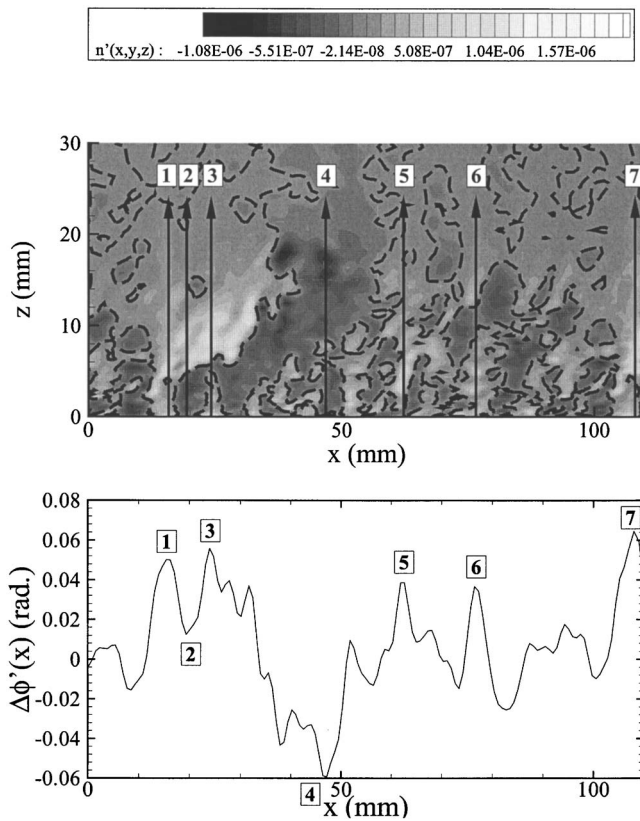 n'(x,y,z) : -1.08E-06 -5.51E-07 -2.14E-08 5.08E-07 1.04E-06 1.57E-06
30
1 2 3 4 5 6 7
20
z (mm)
10
0
0 50 100
x (mm)
0.08
7
0.06
1 3
0.04
5 6
0.02
Δϕ'(x) (rad.)
2
0
-0.02
-0.04
-0.06
0 50 100
4
x (mm)